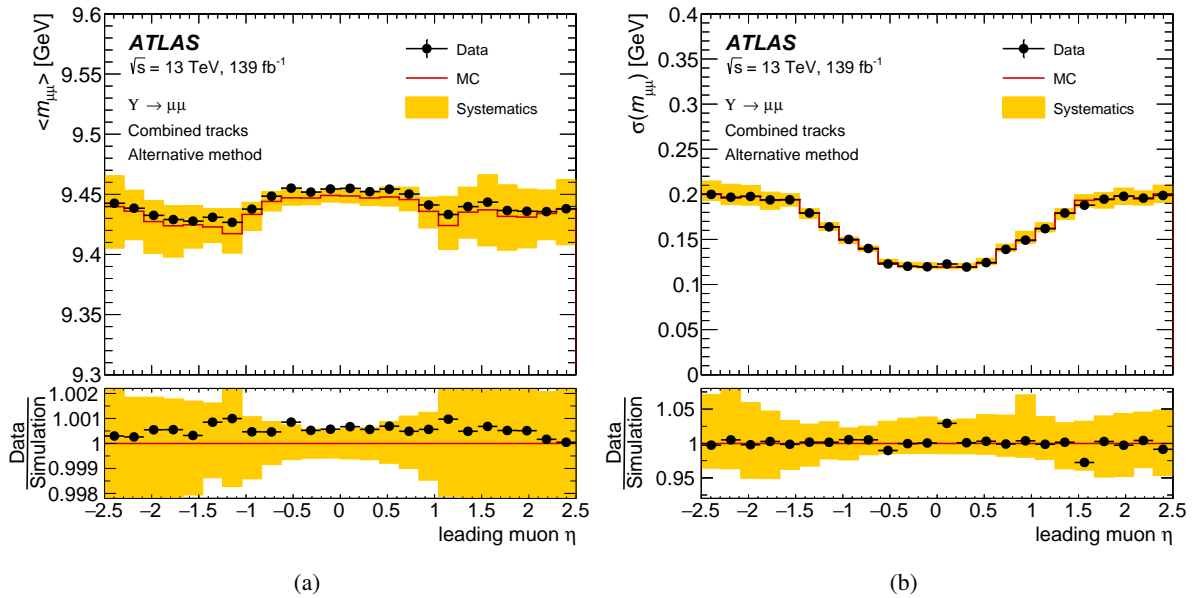 <m_μμ> [GeV]
9.6
9.55
9.5
9.45
9.4
9.35
9.3
ATLAS
√s = 13 TeV, 139 fb⁻¹
Υ → μμ
Combined tracks
Alternative method
Data
MC
Systematics
Data
Simulation
1.002
1.001
1
0.999
0.998
−2.5 −2 −1.5 −1 −0.5 0 0.5 1 1.5 2 2.5
leading muon η
(a)
σ(m_μμ) [GeV]
0.4
0.35
0.3
0.25
0.2
0.15
0.1
0.05
0
ATLAS
√s = 13 TeV, 139 fb⁻¹
Υ → μμ
Combined tracks
Alternative method
Data
MC
Systematics
Data
Simulation
1.05
1
0.95
−2.5 −2 −1.5 −1 −0.5 0 0.5 1 1.5 2 2.5
leading muon η
(b)